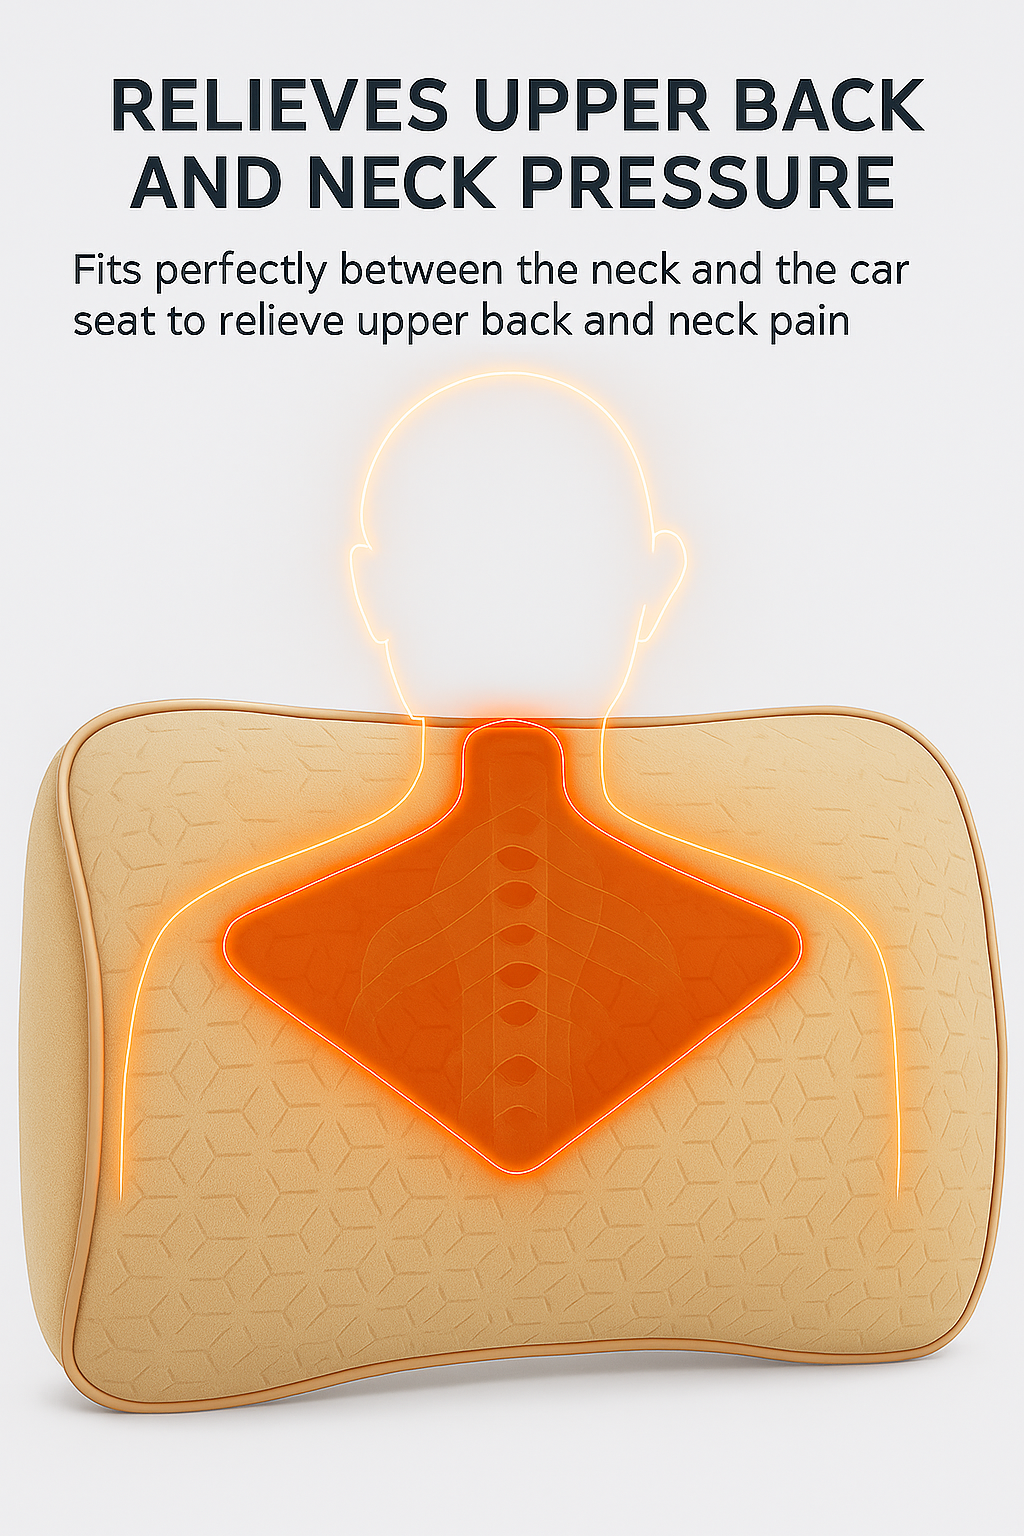 RELIEVES UPPER BACK
AND NECK PRESSURE
Fits perfectly between the neck and the car
seat to relieve upper back and neck pain